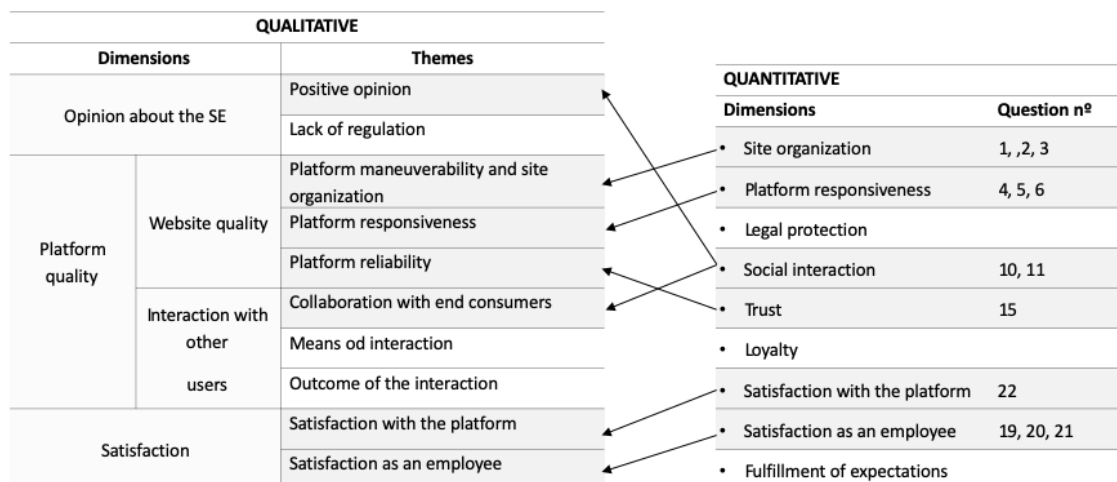 QUALITATIVE
Dimensions
Themes
Opinion about the SE
Positive opinion
Lack of regulation
Platform
quality
Website quality
Platform maneuverability and site
organization
Platform responsiveness
Platform reliability
Interaction with
other
users
Collaboration with end consumers
Means od interaction
Outcome of the interaction
Satisfaction
Satisfaction with the platform
Satisfaction as an employee
QUANTITATIVE
Dimensions Question nº
• Site organization 1, ,2, 3
• Platform responsiveness 4, 5, 6
• Legal protection
• Social interaction 10, 11
• Trust 15
• Loyalty
• Satisfaction with the platform 22
• Satisfaction as an employee 19, 20, 21
• Fulfillment of expectations